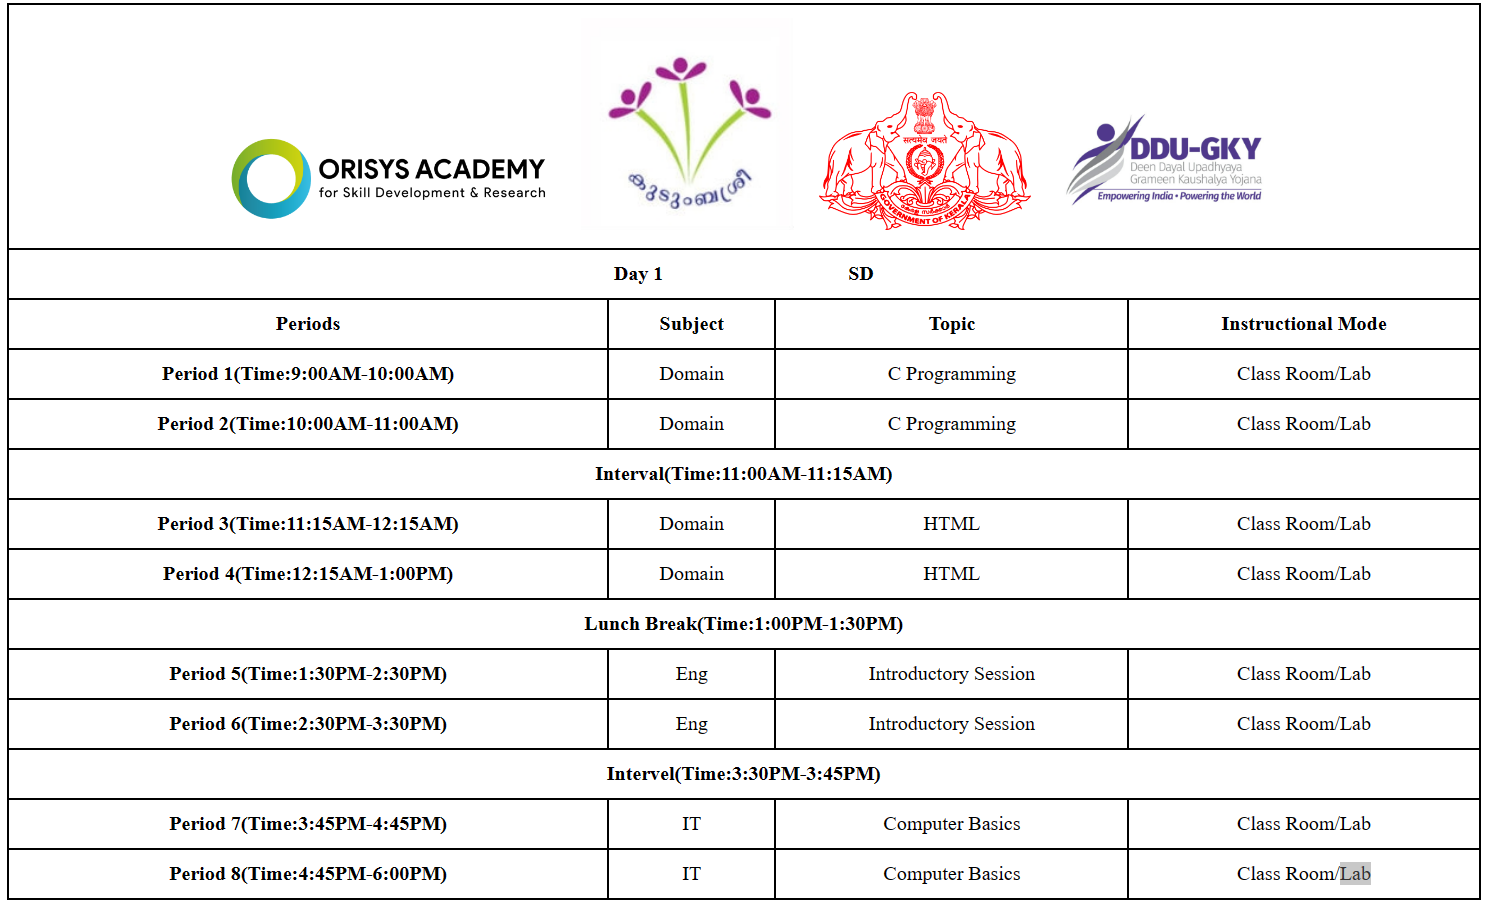 ORISYS ACADEMY
for Skill Development & Research
കുടുംബശ്രീ
सत्यमेव जयते
GOVERNMENT OF KERALA
DDU-GKY
Deen Dayal Upadhyaya
Grameen Kaushalya Yojana
Empowering India • Powering the World
Day 1 SD
Periods Subject Topic Instructional Mode
Period 1(Time:9:00AM-10:00AM) Domain C Programming Class Room/Lab
Period 2(Time:10:00AM-11:00AM) Domain C Programming Class Room/Lab
Interval(Time:11:00AM-11:15AM)
Period 3(Time:11:15AM-12:15AM) Domain HTML Class Room/Lab
Period 4(Time:12:15AM-1:00PM) Domain HTML Class Room/Lab
Lunch Break(Time:1:00PM-1:30PM)
Period 5(Time:1:30PM-2:30PM) Eng Introductory Session Class Room/Lab
Period 6(Time:2:30PM-3:30PM) Eng Introductory Session Class Room/Lab
Intervel(Time:3:30PM-3:45PM)
Period 7(Time:3:45PM-4:45PM) IT Computer Basics Class Room/Lab
Period 8(Time:4:45PM-6:00PM) IT Computer Basics Class Room/Lab